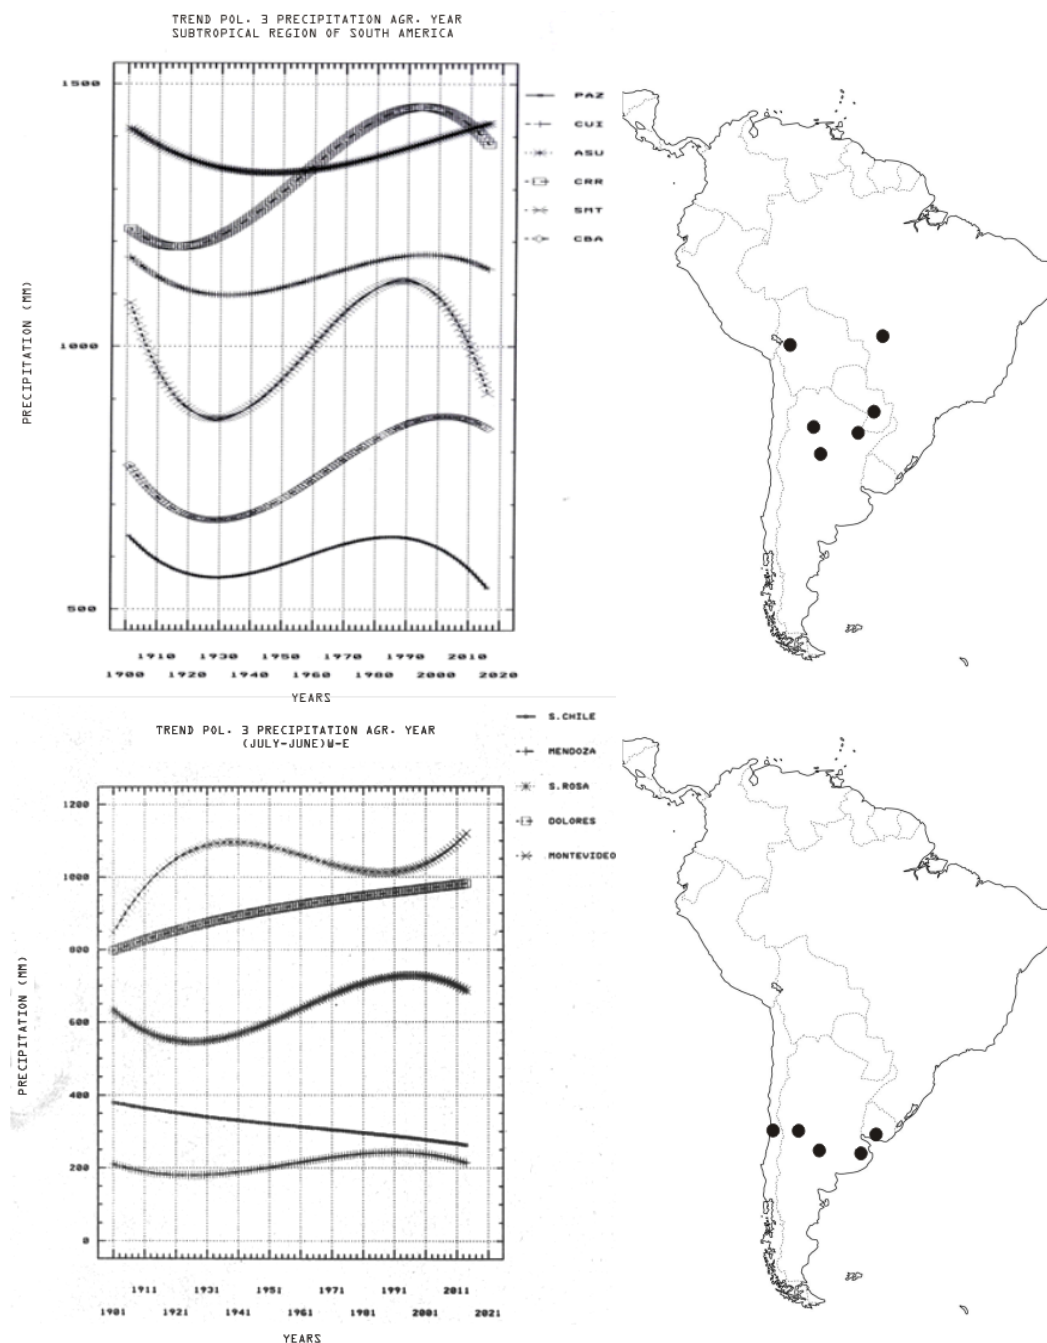 TREND POL. 3 PRECIPITATION AGR. YEAR
SUBTROPICAL REGION OF SOUTH AMERICA
1500
1000
500
PRECIPITATION (MM)
PAZ
CUI
ASU
CRR
SMT
CBA
1910 1930 1950 1970 1990 2010
1900 1920 1940 1960 1980 2000 2020
YEARS
TREND POL. 3 PRECIPITATION AGR. YEAR
(JULY-JUNE)W-E
S.CHILE
MENDOZA
S.ROSA
DOLORES
MONTEVIDEO
1200
1000
800
600
400
200
0
PRECIPITATION (MM)
1911 1931 1951 1971 1991 2011
1901 1921 1941 1961 1981 2001 2021
YEARS